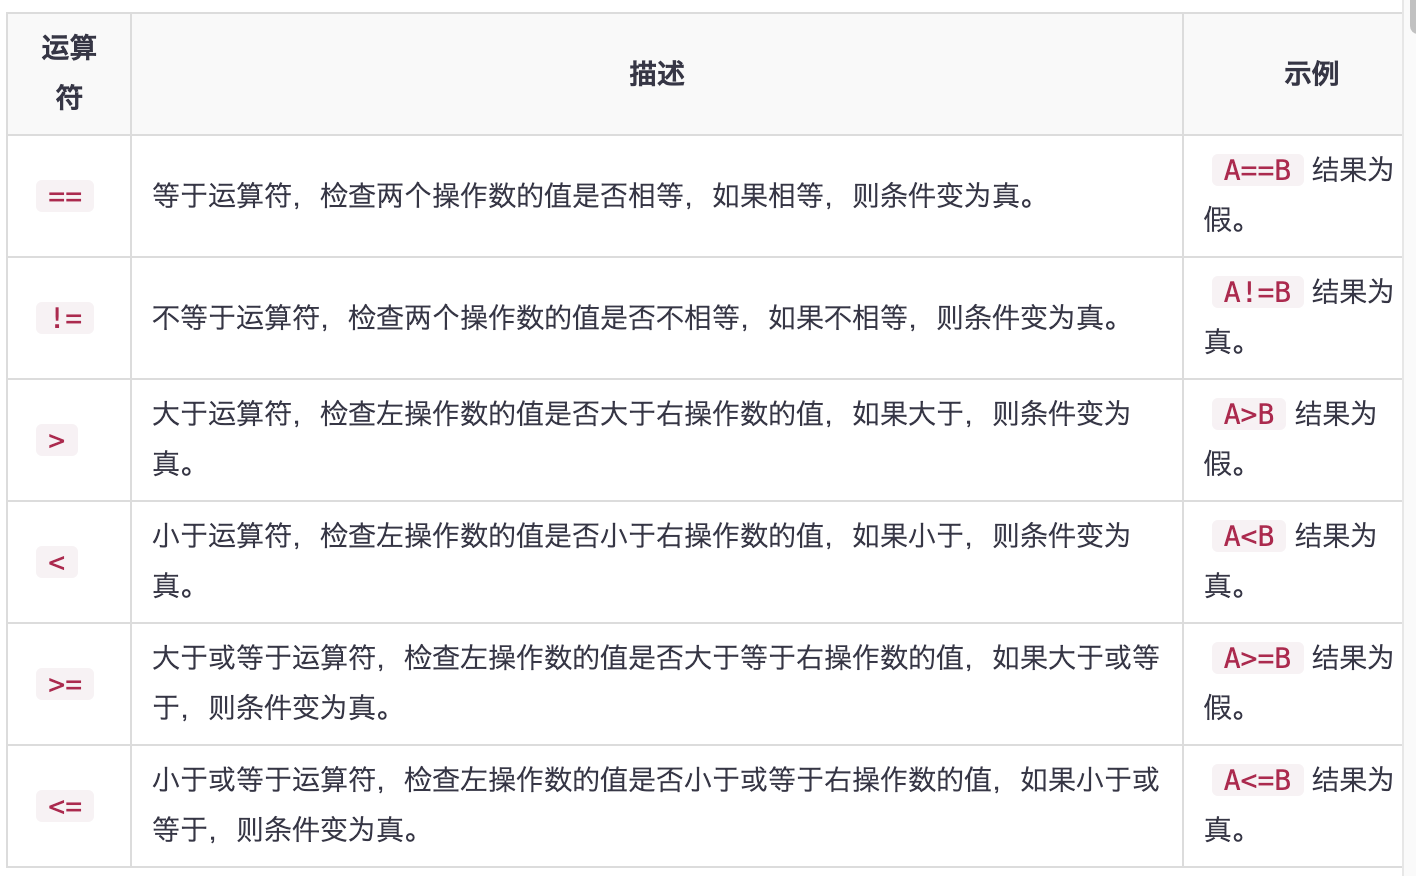 运算
符
描述
示例
==
等于运算符，检查两个操作数的值是否相等，如果相等，则条件变为真。
A==B 结果为
假。
!=
不等于运算符，检查两个操作数的值是否不相等，如果不相等，则条件变为真。
A!=B 结果为
真。
>
大于运算符，检查左操作数的值是否大于右操作数的值，如果大于，则条件变为
真。
A>B 结果为
假。
<
小于运算符，检查左操作数的值是否小于右操作数的值，如果小于，则条件变为
真。
A<B 结果为
真。
>=
大于或等于运算符，检查左操作数的值是否大于等于右操作数的值，如果大于或等
于，则条件变为真。
A>=B 结果为
假。
<=
小于或等于运算符，检查左操作数的值是否小于或等于右操作数的值，如果小于或
等于，则条件变为真。
A<=B 结果为
真。